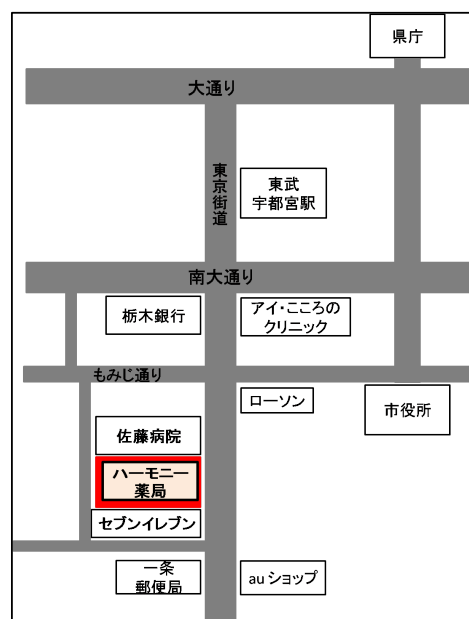 県庁
大通り
東京街道
東武
宇都宮駅
南大通り
栃木銀行
アイ・こころの
クリニック
もみじ通り
ローソン
市役所
佐藤病院
ハーモニー
薬局
セブンイレブン
一条
郵便局
auショップ